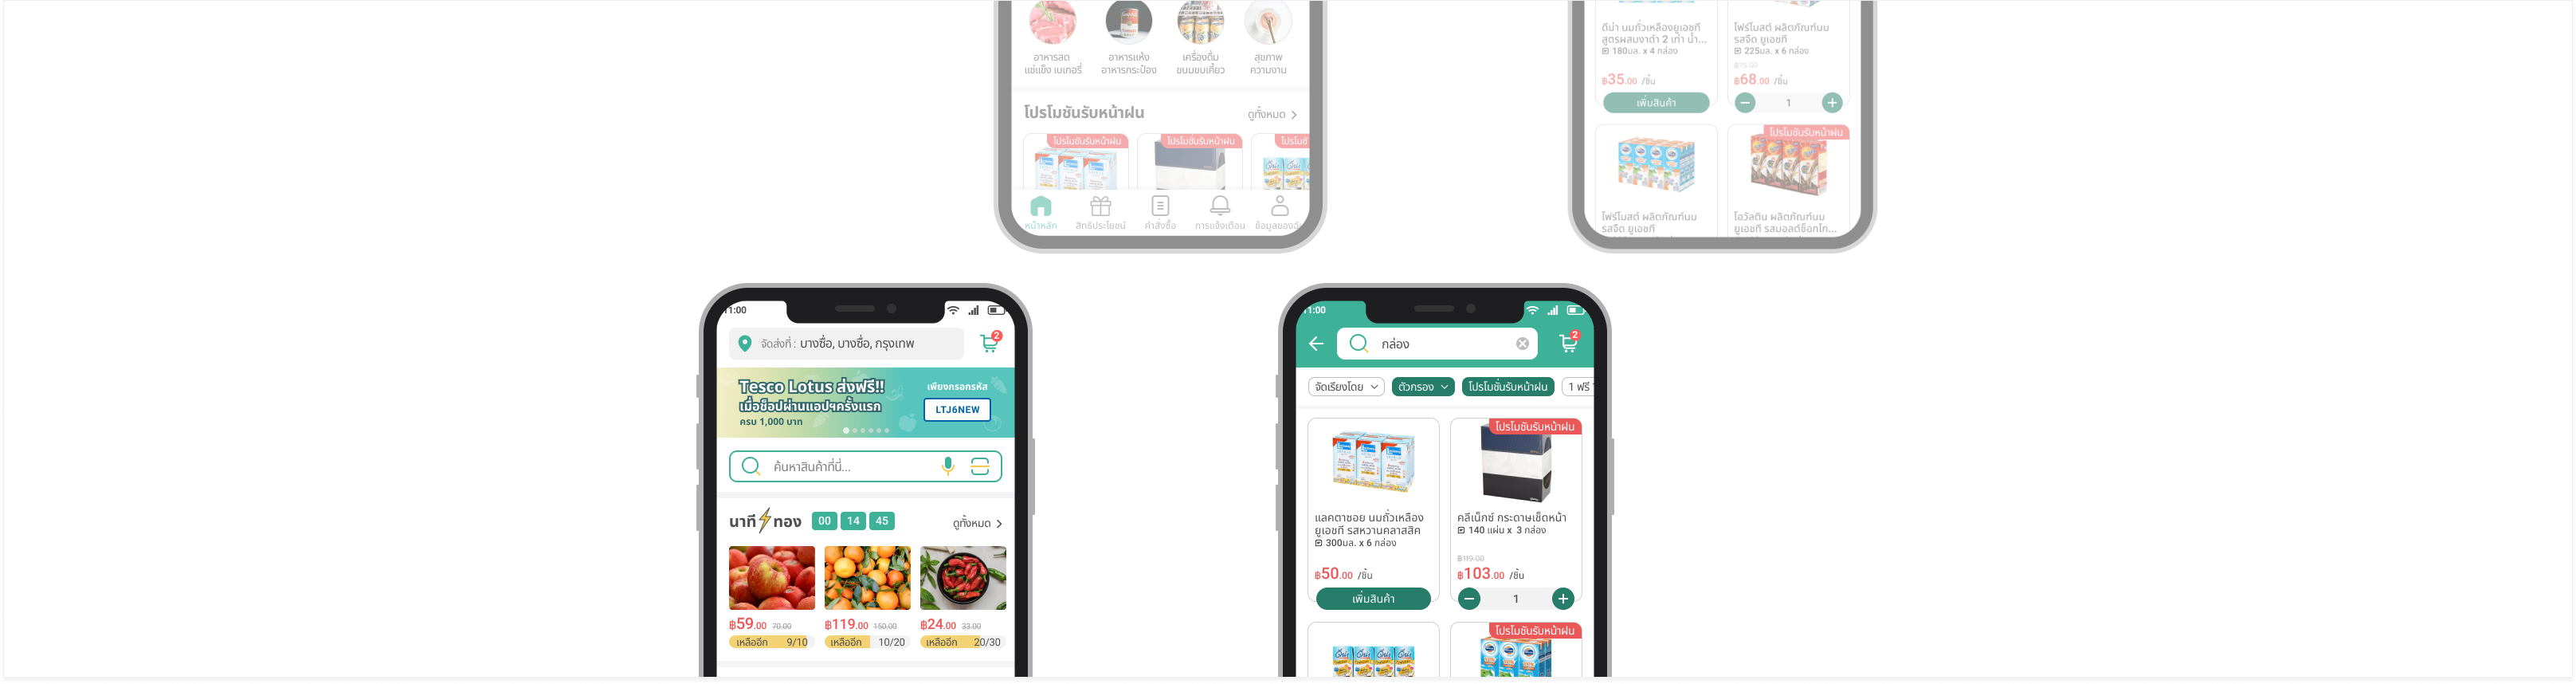 อาหารสด
แช่แข็ง เบเกอรี่
อาหารแห้ง
อาหารกระป๋อง
เครื่องดื่ม
ขนมขบเคี้ยว
สุขภาพ
ความงาม
โปรโมชันรับหน้าฝน
ดูทั้งหมด
โปรโมชันรับหน้าฝน
โปรโมชันรับหน้าฝน
หน้าหลัก
สิทธิประโยชน์
คำสั่งซื้อ
การแจ้งเตือน
ดีน่า นมถั่วเหลืองยูเอชที
สูตรผสมงาดำ 2 เท่า น้ำ...
180มล. x 4 กล่อง
฿35.00 /ชิ้น
เพิ่มสินค้า
โฟร์โมสต์ ผลิตภัณฑ์นม
รสจืด ยูเอชที
225มล. x 6 กล่อง
฿68.00 /ชิ้น
1
โปรโมชันรับหน้าฝน
โฟร์โมสต์ ผลิตภัณฑ์นม
รสจืด ยูเอชที
โอวัลติน ผลิตภัณฑ์นม
ยูเอชที รสมอลต์ช็อกโก...
11:00
จัดส่งที่ : บางซื่อ, บางซื่อ, กรุงเทพ
2
Tesco Lotus ส่งฟรี!!
เมื่อช็อปผ่านแอปฯครั้งแรก
ครบ 1,000 บาท
เพียงกรอกรหัส
LTJ6NEW
ค้นหาสินค้าที่นี่...
นาทีทอง 00 14 45
ดูทั้งหมด
฿59.00 70.00
เหลืออีก 9/10
฿119.00 150.00
เหลืออีก 10/20
฿24.00 33.00
เหลืออีก 20/30
11:00
กล่อง
2
จัดเรียงโดย
ตัวกรอง
โปรโมชั่นรับหน้าฝน
1 ฟรี
แลคตาซอย นมถั่วเหลือง
ยูเอชที รสหวานคลาสสิค
300มล. x 6 กล่อง
฿50.00 /ชิ้น
เพิ่มสินค้า
โปรโมชันรับหน้าฝน
คลีเน็กซ์ กระดาษเช็ดหน้า
140 แผ่น x 3 กล่อง
฿119.00
฿103.00 /ชิ้น
1
โปรโมชันรับหน้าฝน